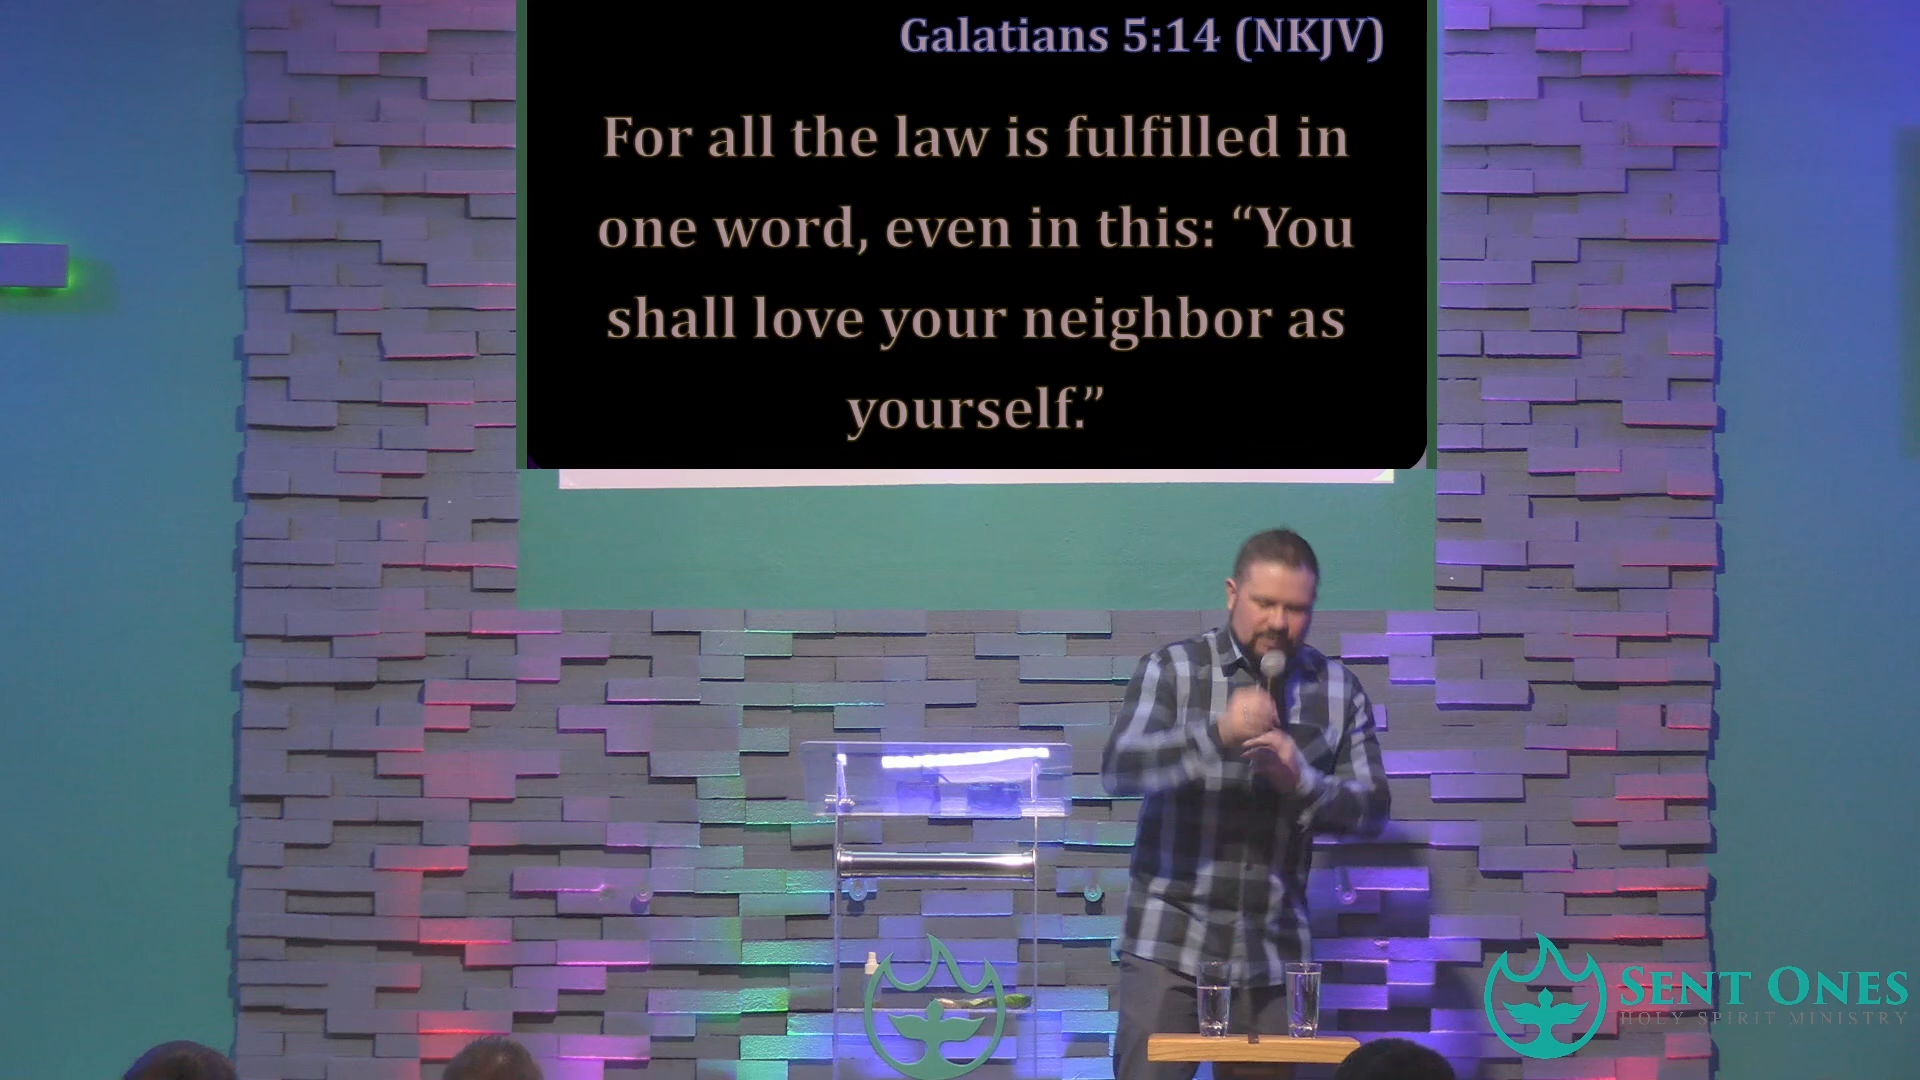 Galatians 5:14 (NKJV)
For all the law is fulfilled in
one word, even in this: “You
shall love your neighbor as
yourself.”
SENT ONES
HOLY SPIRIT MINISTRY